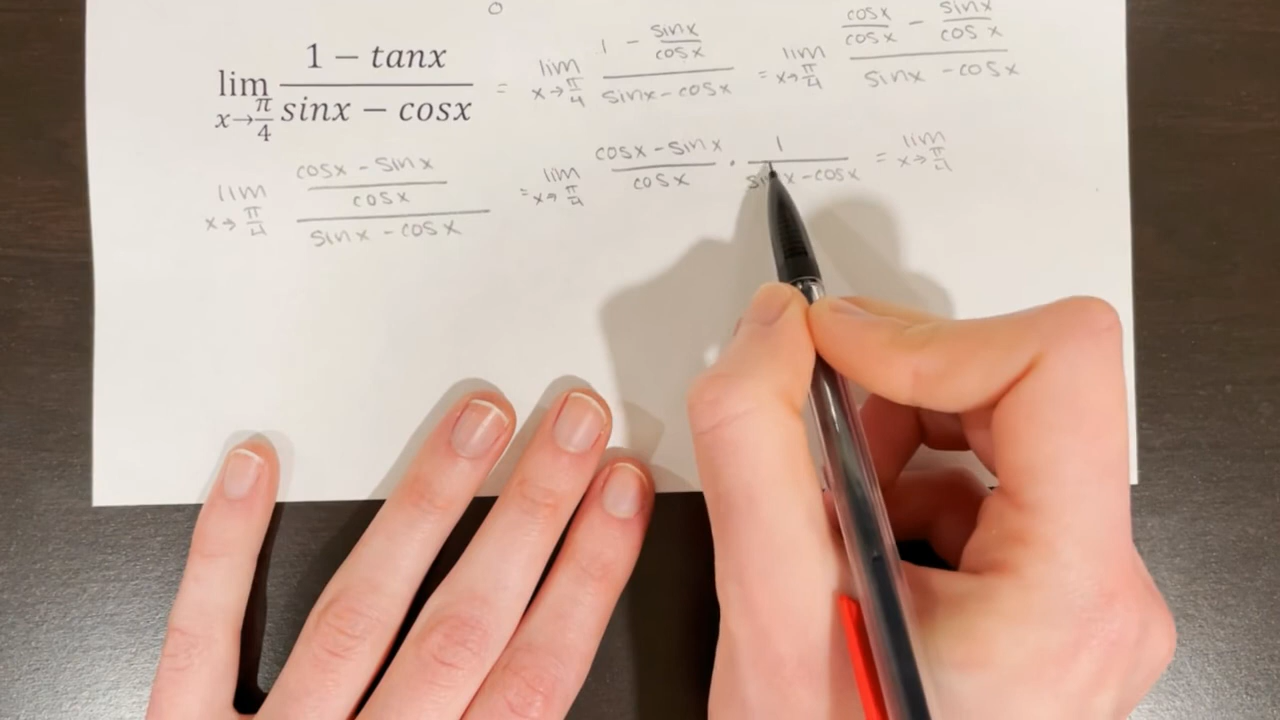 0
lim x→π/4 (1 − tanx)/(sinx − cosx) = lim x→π/4 (1 − sinx/cosx)/(sinx − cosx) = lim x→π/4 (cosx/cosx − sinx/cosx)/(sinx − cosx)
lim x→π/4 ((cosx − sinx)/cosx)/(sinx − cosx) = lim x→π/4 (cosx − sinx)/cosx · 1/(sinx − cosx) = lim x→π/4